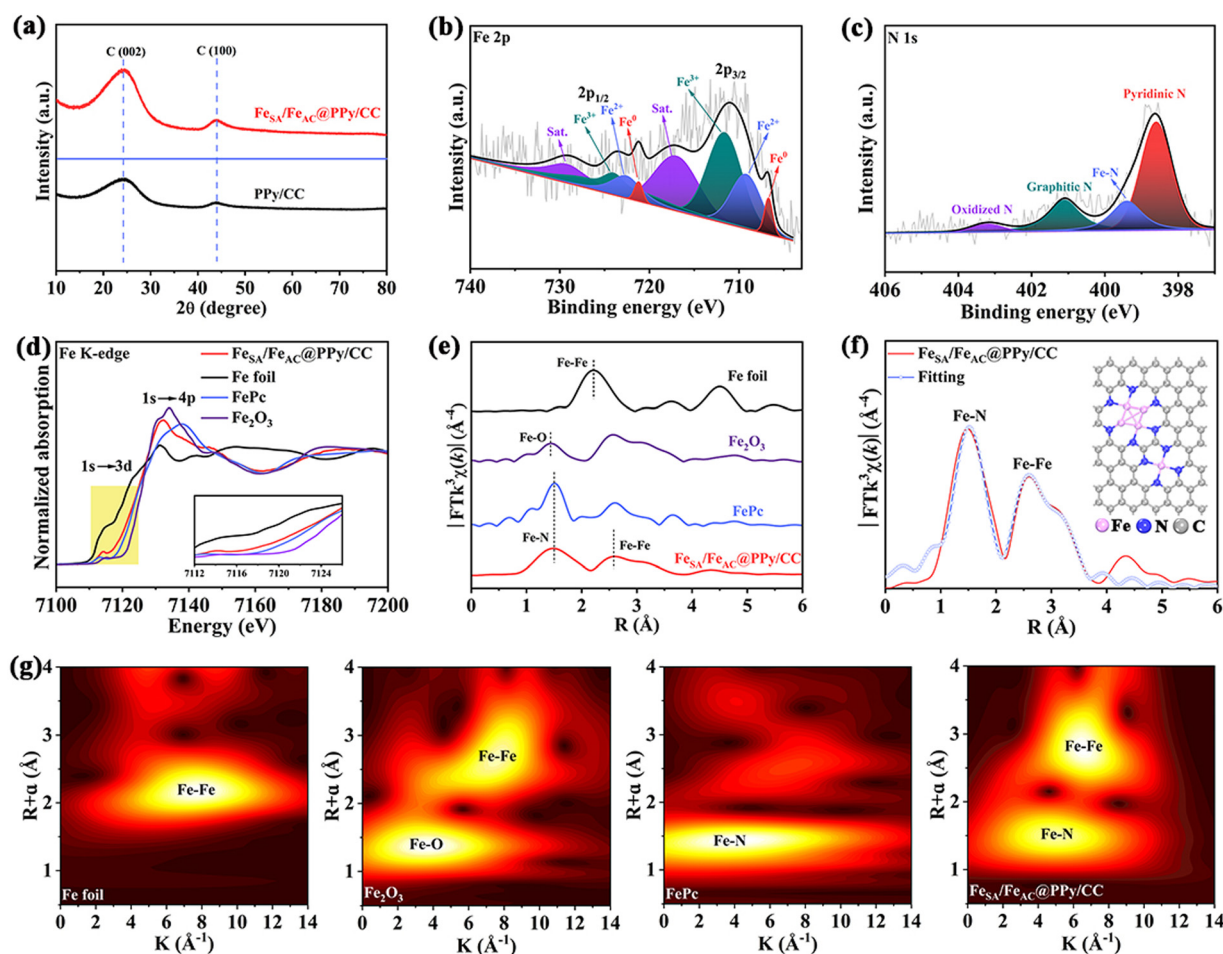 (a)
C (002)
C (100)
FeSA/FeAC@PPy/CC
PPy/CC
Intensity (a.u.)
10 20 30 40 50 60 70 80
2θ (degree)
(b)
Fe 2p
2p3/2
Fe3+
2p1/2
Fe2+
Fe3+
Fe0
Sat.
Sat.
Fe2+
Fe0
Intensity (a.u.)
740 730 720 710
Binding energy (eV)
(c)
N 1s
Pyridinic N
Fe-N
Graphitic N
Oxidized N
Intensity (a.u.)
406 404 402 400 398
Binding energy (eV)
(d)
Fe K-edge
FeSA/FeAC@PPy/CC
Fe foil
FePc
Fe2O3
1s→4p
1s→3d
7112 7116 7120 7124
Normalized absorption
7100 7120 7140 7160 7180 7200
Energy (eV)
(e)
Fe-Fe
Fe foil
Fe-O
Fe2O3
FePc
Fe-N
Fe-Fe
FeSA/FeAC@PPy/CC
|FTk3χ(k)| (Å-4)
0 1 2 3 4 5 6
R (Å)
(f)
FeSA/FeAC@PPy/CC
Fitting
Fe-N
Fe-Fe
Fe N C
|FTk3χ(k)| (Å-4)
0 1 2 3 4 5 6
R (Å)
(g)
R+α (Å)
4
3
2
1
Fe-Fe
Fe foil
0 2 4 6 8 10 12 14
K (Å-1)
R+α (Å)
4
3
2
1
Fe-Fe
Fe-O
Fe2O3
0 2 4 6 8 10 12 14
K (Å-1)
R+α (Å)
4
3
2
1
Fe-N
FePc
0 2 4 6 8 10 12 14
K (Å-1)
R+α (Å)
4
3
2
1
Fe-Fe
Fe-N
FeSA/FeAC@PPy/CC
0 2 4 6 8 10 12 14
K (Å-1)